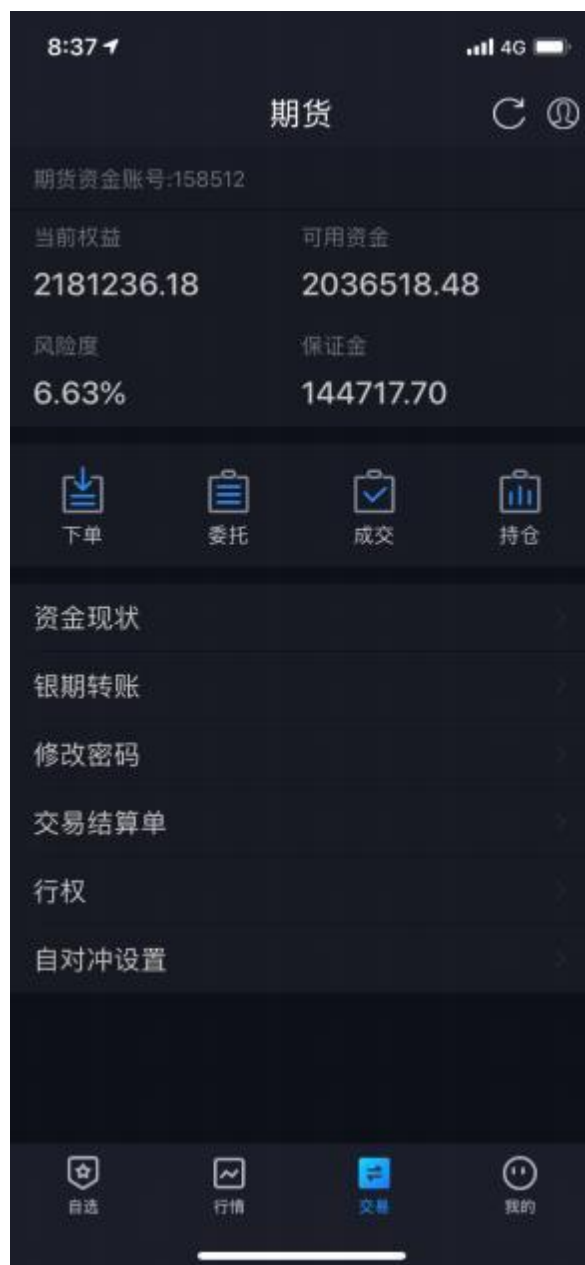 8:37 4G
期货
期货资金账号:158512
当前权益 可用资金
2181236.18 2036518.48
风险度 保证金
6.63% 144717.70
下单 委托 成交 持仓
资金现状
银期转账
修改密码
交易结算单
行权
自对冲设置
自选 行情 交易 我的